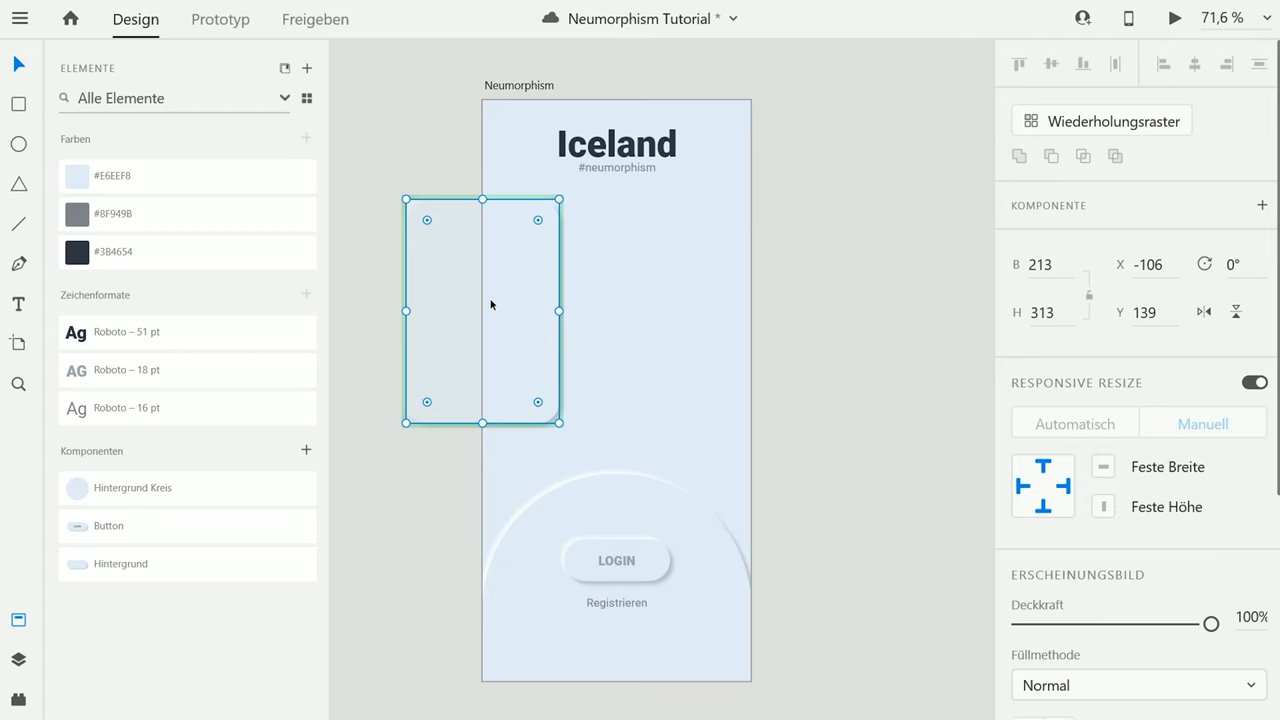 Design
Prototyp
Freigeben
Neumorphism Tutorial *
71,6 %
ELEMENTE
Alle Elemente
Farben
#E6EEF8
#8F949B
#3B4654
Zeichenformate
Ag Roboto – 51 pt
AG Roboto – 18 pt
Ag Roboto – 16 pt
Komponenten
Hintergrund Kreis
Button
Hintergrund
Neumorphism
Iceland
#neumorphism
LOGIN
Registrieren
Wiederholungsraster
KOMPONENTE
B 213 X -106 0°
H 313 Y 139
RESPONSIVE RESIZE
Automatisch Manuell
Feste Breite
Feste Höhe
ERSCHEINUNGSBILD
Deckkraft
100%
Füllmethode
Normal